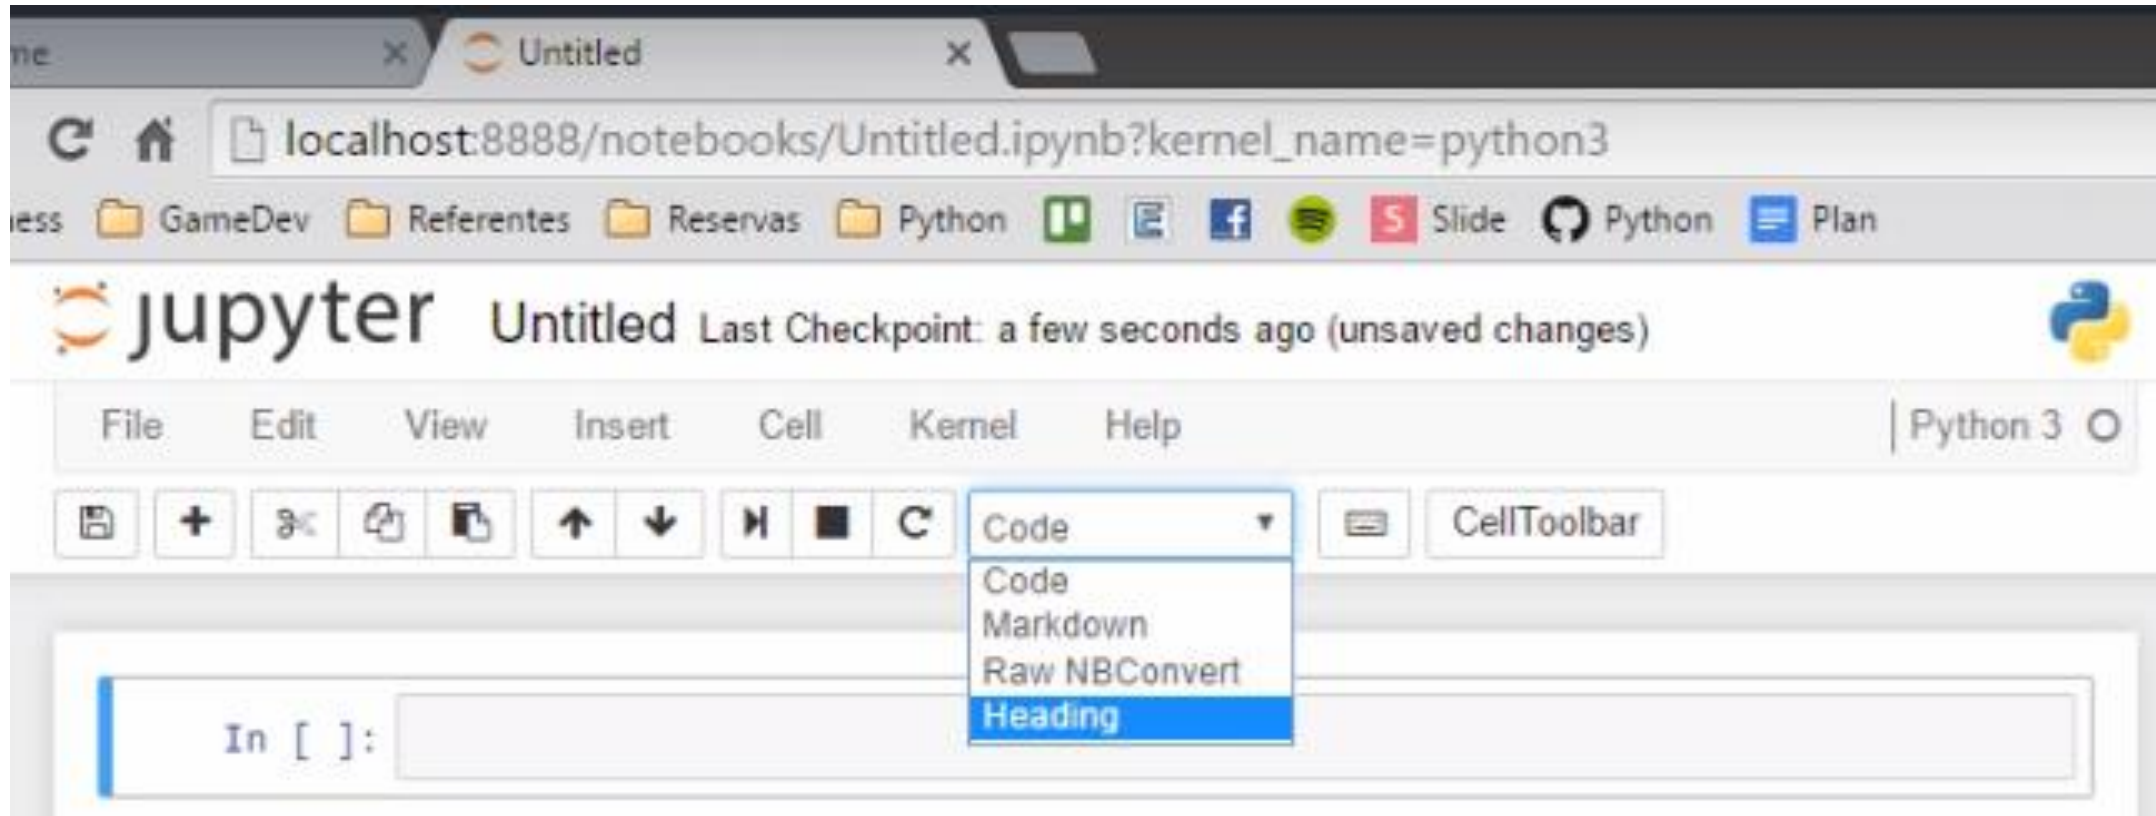 me Untitled
localhost:8888/notebooks/Untitled.ipynb?kernel_name=python3
ess GameDev Referentes Reservas Python S Slide Python Plan
jupyter Untitled Last Checkpoint: a few seconds ago (unsaved changes)
File Edit View Insert Cell Kernel Help Python 3
Code CellToolbar
Code
Markdown
Raw NBConvert
Heading
In [ ]: